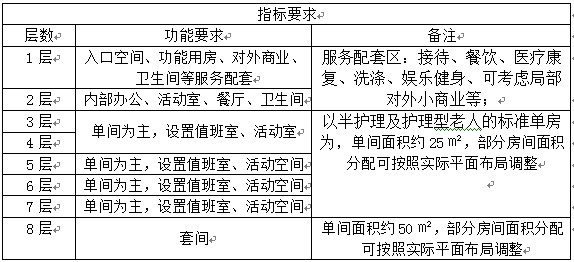 指标要求
层数 功能要求 备注
1层 入口空间、功能用房、对外商业、
卫生间等服务配套
服务配套区：接待、餐饮、医疗康
复、洗涤、娱乐健身、可考虑局部
对外小商业等；
2层 内部办公、活动室、餐厅、卫生间
3层
4层
单间为主，设置值班室、活动室
以半护理及护理型老人的标准单房
为，单间面积约25㎡，部分房间面积
分配可按照实际平面布局调整
5层 单间为主，设置值班室、活动空间
6层 单间为主，设置值班室、活动空间
7层 单间为主，设置值班室、活动空间
8层 套间
单间面积约50㎡，部分房间面积分配
可按照实际平面布局调整